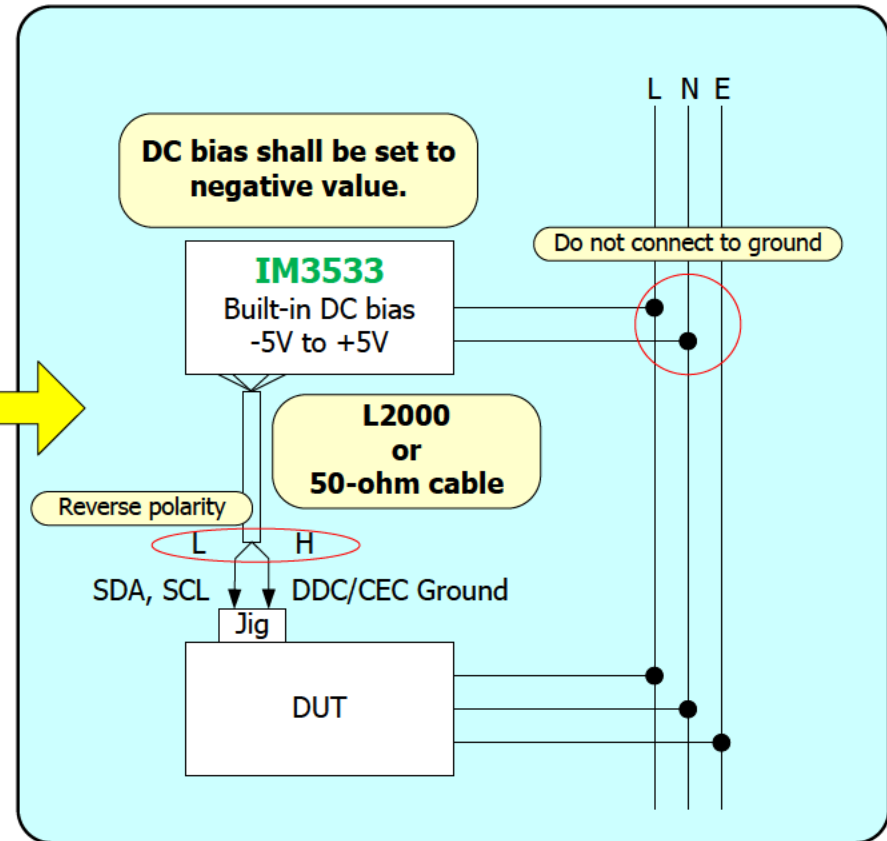 L N E
DC bias shall be set to
negative value.
Do not connect to ground
IM3533
Built-in DC bias
-5V to +5V
L2000
or
50-ohm cable
Reverse polarity
L H
SDA, SCL DDC/CEC Ground
Jig
DUT